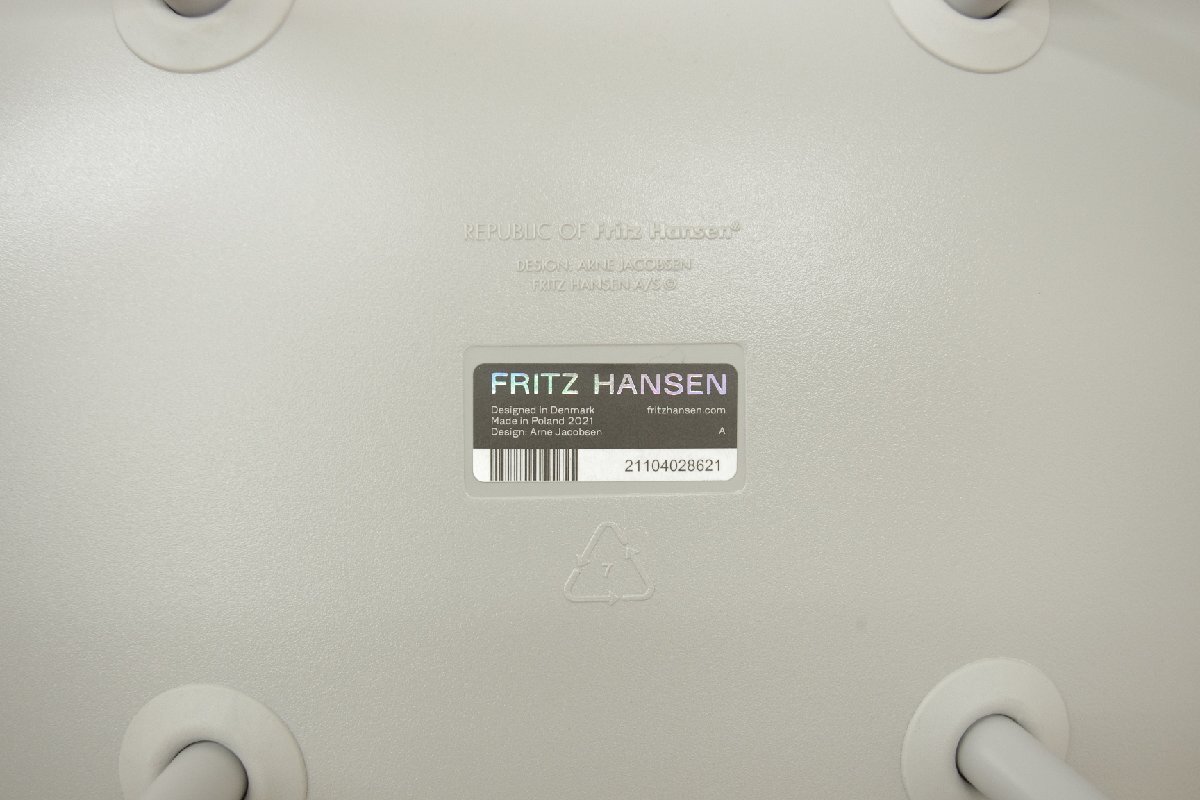 REPUBLIC OF Fritz Hansen®
DESIGN: ARNE JACOBSEN
FRITZ HANSEN A/S ©
FRITZ HANSEN
Designed in Denmark fritzhansen.com
Made in Poland 2021
Design: Arne Jacobsen A
21104028621
7